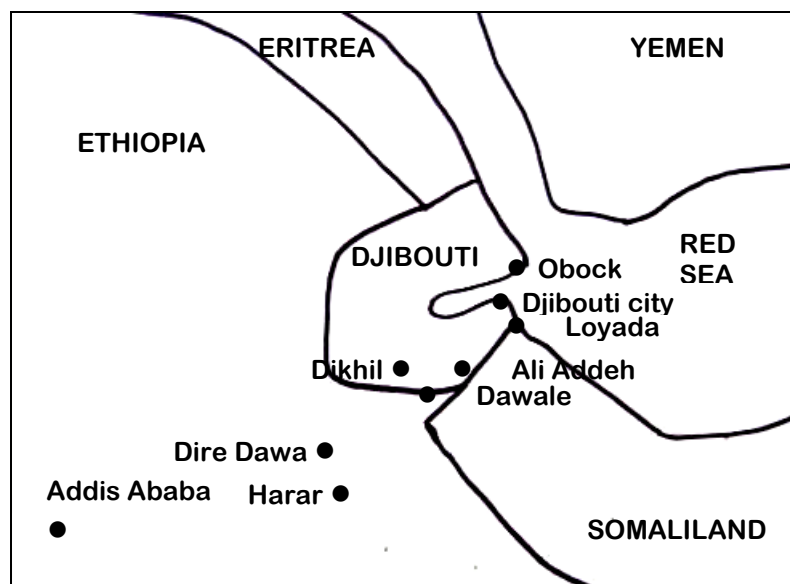 ERITREA
YEMEN
ETHIOPIA
DJIBOUTI
RED
SEA
Obock
Djibouti city
Loyada
Dikhil
Ali Addeh
Dawale
Dire Dawa
Addis Ababa
Harar
SOMALILAND